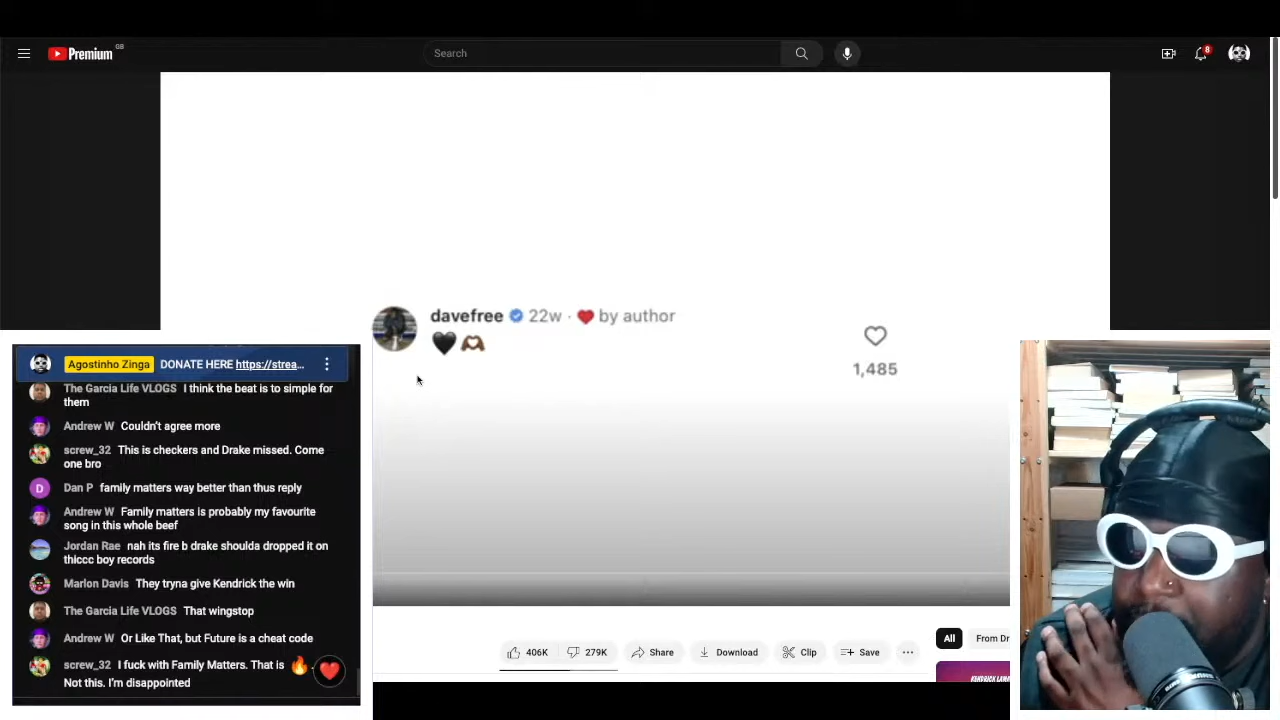 Premium GB
Search
8
davefree 22w · ❤️ by author
🖤 🫶🏾
1,485
Agostinho Zinga DONATE HERE https://strea...
The Garcia Life VLOGS I think the beat is to simple for
them
Andrew W Couldn't agree more
screw_32 This is checkers and Drake missed. Come
one bro
D Dan P family matters way better than thus reply
Andrew W Family matters is probably my favourite
song in this whole beef
Jordan Rae nah its fire b drake shoulda dropped it on
thiccc boy records
Marlon Davis They tryna give Kendrick the win
The Garcia Life VLOGS That wingstop
Andrew W Or Like That, but Future is a cheat code
screw_32 I fuck with Family Matters. That is 🔥.
Not this. I'm disappointed
406K 279K Share Download Clip Save ...
All From Dr
KENDRICK LAM